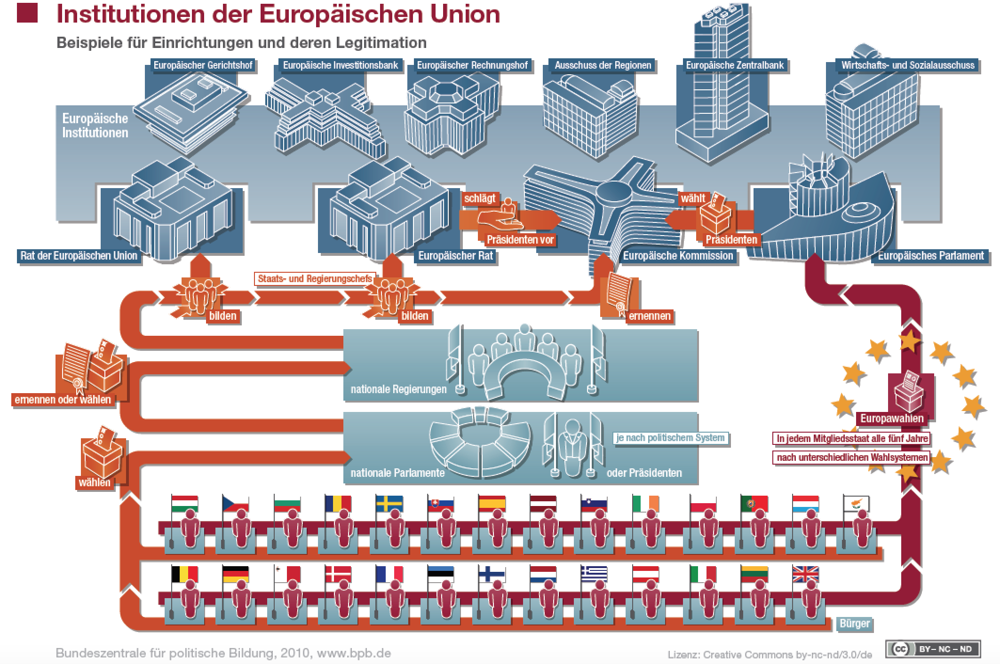 Institutionen der Europäischen Union
Beispiele für Einrichtungen und deren Legitimation
Europäischer Gerichtshof
Europäische Investitionsbank
Europäischer Rechnungshof
Ausschuss der Regionen
Europäische Zentralbank
Wirtschafts- und Sozialausschuss
Europäische
Institutionen
schlägt
Präsidenten vor
wählt
Präsidenten
Rat der Europäischen Union
Europäischer Rat
Europäische Kommission
Europäisches Parlament
Staats- und Regierungschefs
bilden
bilden
ernennen
nationale Regierungen
ernennen oder wählen
Europawahlen
In jedem Mitgliedsstaat alle fünf Jahre
nach unterschiedlichen Wahlsystemen
je nach politischem System
nationale Parlamente
oder Präsidenten
wählen
Bürger
Bundeszentrale für politische Bildung, 2010, www.bpb.de
Lizenz: Creative Commons by-nc-nd/3.0/de
cc BY – NC – ND